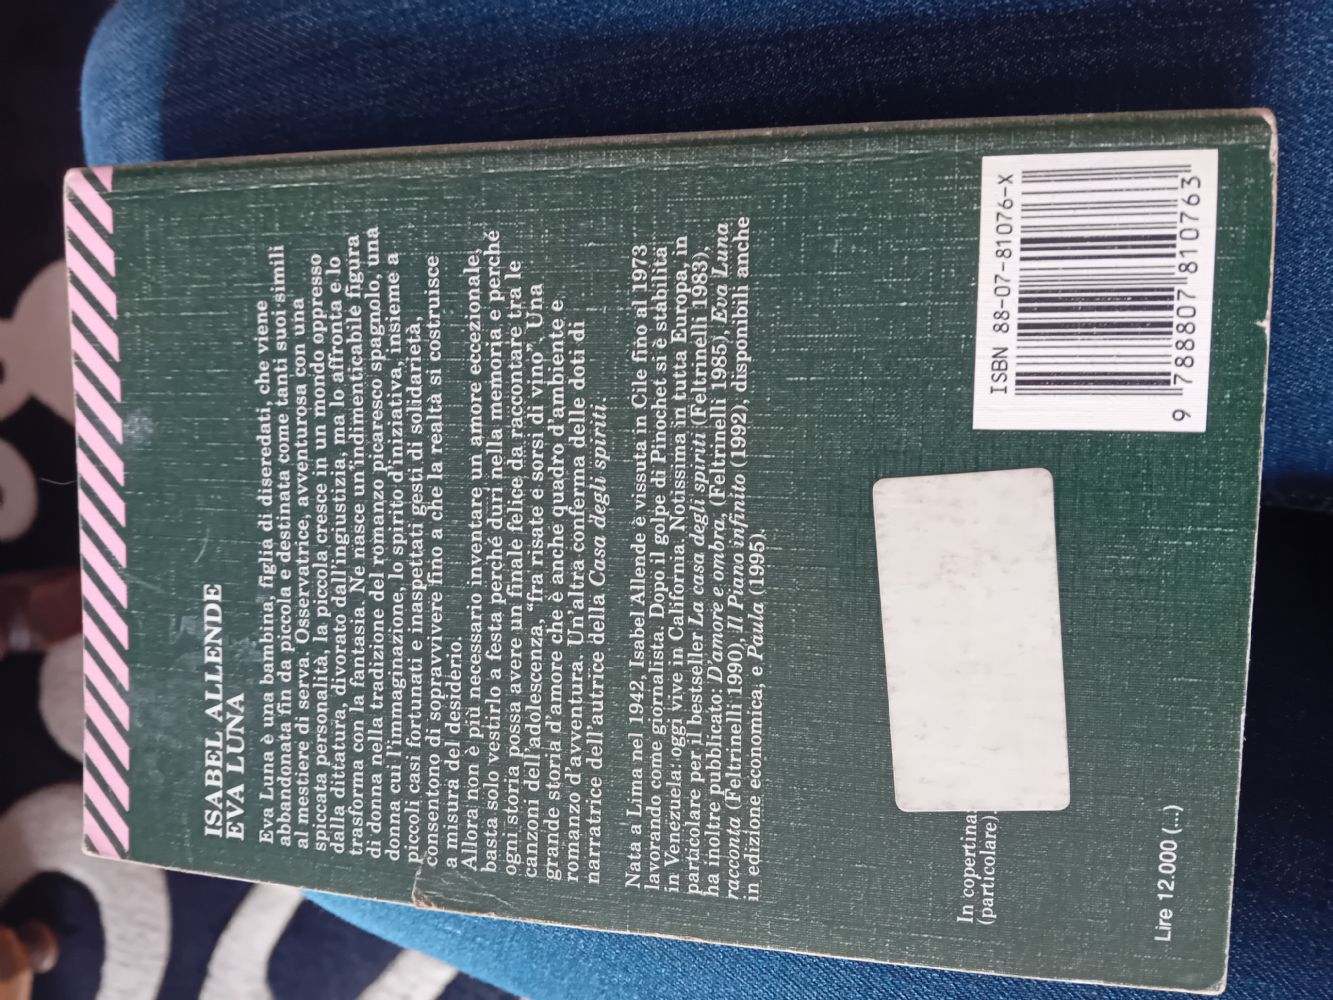 ISABEL ALLENDE
EVA LUNA
Eva Luna è una bambina, figlia di diseredati, che viene
abbandonata fin da piccola e destinata come tanti suoi simili
al mestiere di serva. Osservatrice, avventurosa con una
spiccata personalità, la piccola cresce in un mondo oppresso
dalla dittatura, divorato dall'ingiustizia, ma lo affronta e lo
trasforma con la fantasia. Ne nasce un'indimenticabile figura
di donna nella tradizione del romanzo picaresco spagnolo, una
donna cui l'immaginazione, lo spirito d'iniziativa, insieme a
piccoli casi fortunati e inaspettati gesti di solidarietà,
consentono di sopravvivere fino a che la realtà si costruisce
a misura del desiderio.
Allora non è più necessario inventare un amore eccezionale,
basta solo vestirlo a festa perché duri nella memoria e perché
ogni storia possa avere un finale felice da raccontare tra le
canzoni dell'adolescenza, "fra risate e sorsi di vino". Una
grande storia d'amore che è anche quadro d'ambiente e
romanzo d'avventura. Un'altra conferma delle doti di
narratrice dell'autrice della Casa degli spiriti.
Nata a Lima nel 1942, Isabel Allende è vissuta in Cile fino al 1973
lavorando come giornalista. Dopo il golpe di Pinochet si è stabilita
in Venezuela: oggi vive in California. Notissima in tutta Europa, in
particolare per il bestseller La casa degli spiriti (Feltrinelli 1983),
ha inoltre pubblicato: D'amore e ombra, (Feltrinelli 1985), Eva Luna
racconta (Feltrinelli 1990), Il Piano infinito (1992), disponibili anche
in edizione economica, e Paula (1995).
In copertina:
(particolare).
Lire 12.000 (...)
ISBN 88-07-81076-X
9 788807 810763